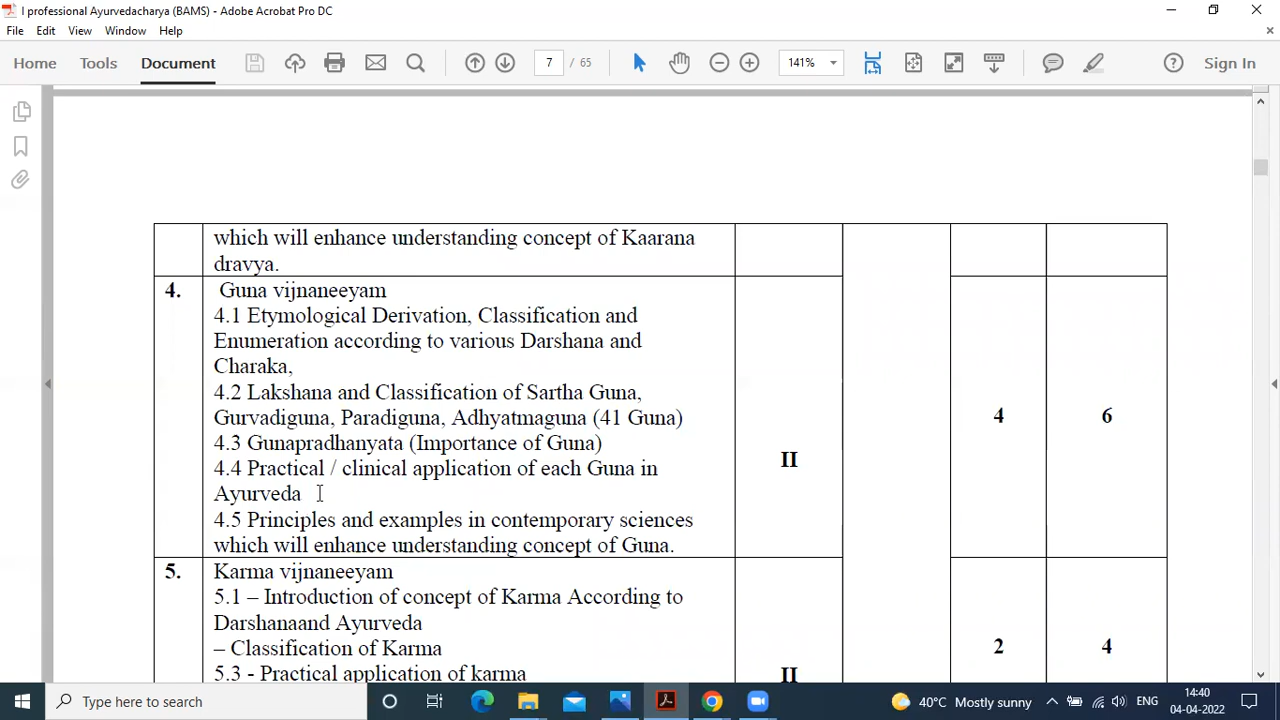 I professional Ayurvedacharya (BAMS) - Adobe Acrobat Pro DC
File Edit View Window Help
Home Tools Document 7 / 65 141% Sign In
which will enhance understanding concept of Kaarana
dravya.
4. Guna vijnaneeyam
4.1 Etymological Derivation, Classification and
Enumeration according to various Darshana and
Charaka,
4.2 Lakshana and Classification of Sartha Guna,
Gurvadiguna, Paradiguna, Adhyatmaguna (41 Guna)
4.3 Gunapradhanyata (Importance of Guna)
4.4 Practical / clinical application of each Guna in
Ayurveda
4.5 Principles and examples in contemporary sciences
which will enhance understanding concept of Guna.
II 4 6
5. Karma vijnaneeyam
5.1 – Introduction of concept of Karma According to
Darshanaand Ayurveda
– Classification of Karma
5.3 - Practical application of karma
II 2 4
Type here to search
40°C Mostly sunny ENG 14:40
04-04-2022